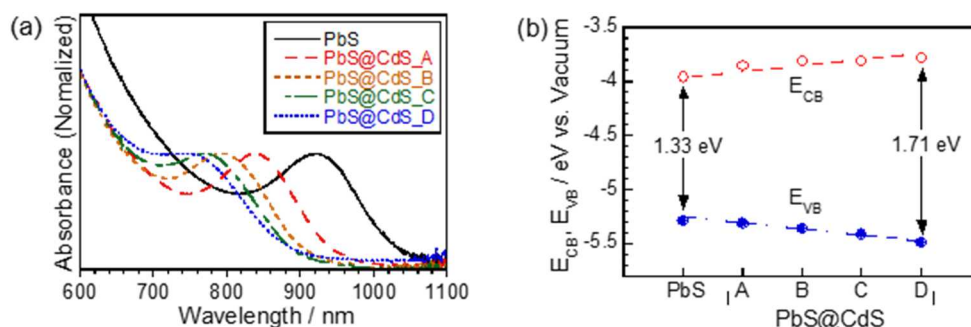 (a)
Absorbance (Normalized)
PbS
PbS@CdS_A
PbS@CdS_B
PbS@CdS_C
PbS@CdS_D
600 700 800 900 1000 1100
Wavelength / nm
(b)
E_CB, E_VB / eV vs. Vacuum
-3.5
-4
-4.5
-5
-5.5
E_CB
1.33 eV
1.71 eV
E_VB
PbS A B C D
PbS@CdS